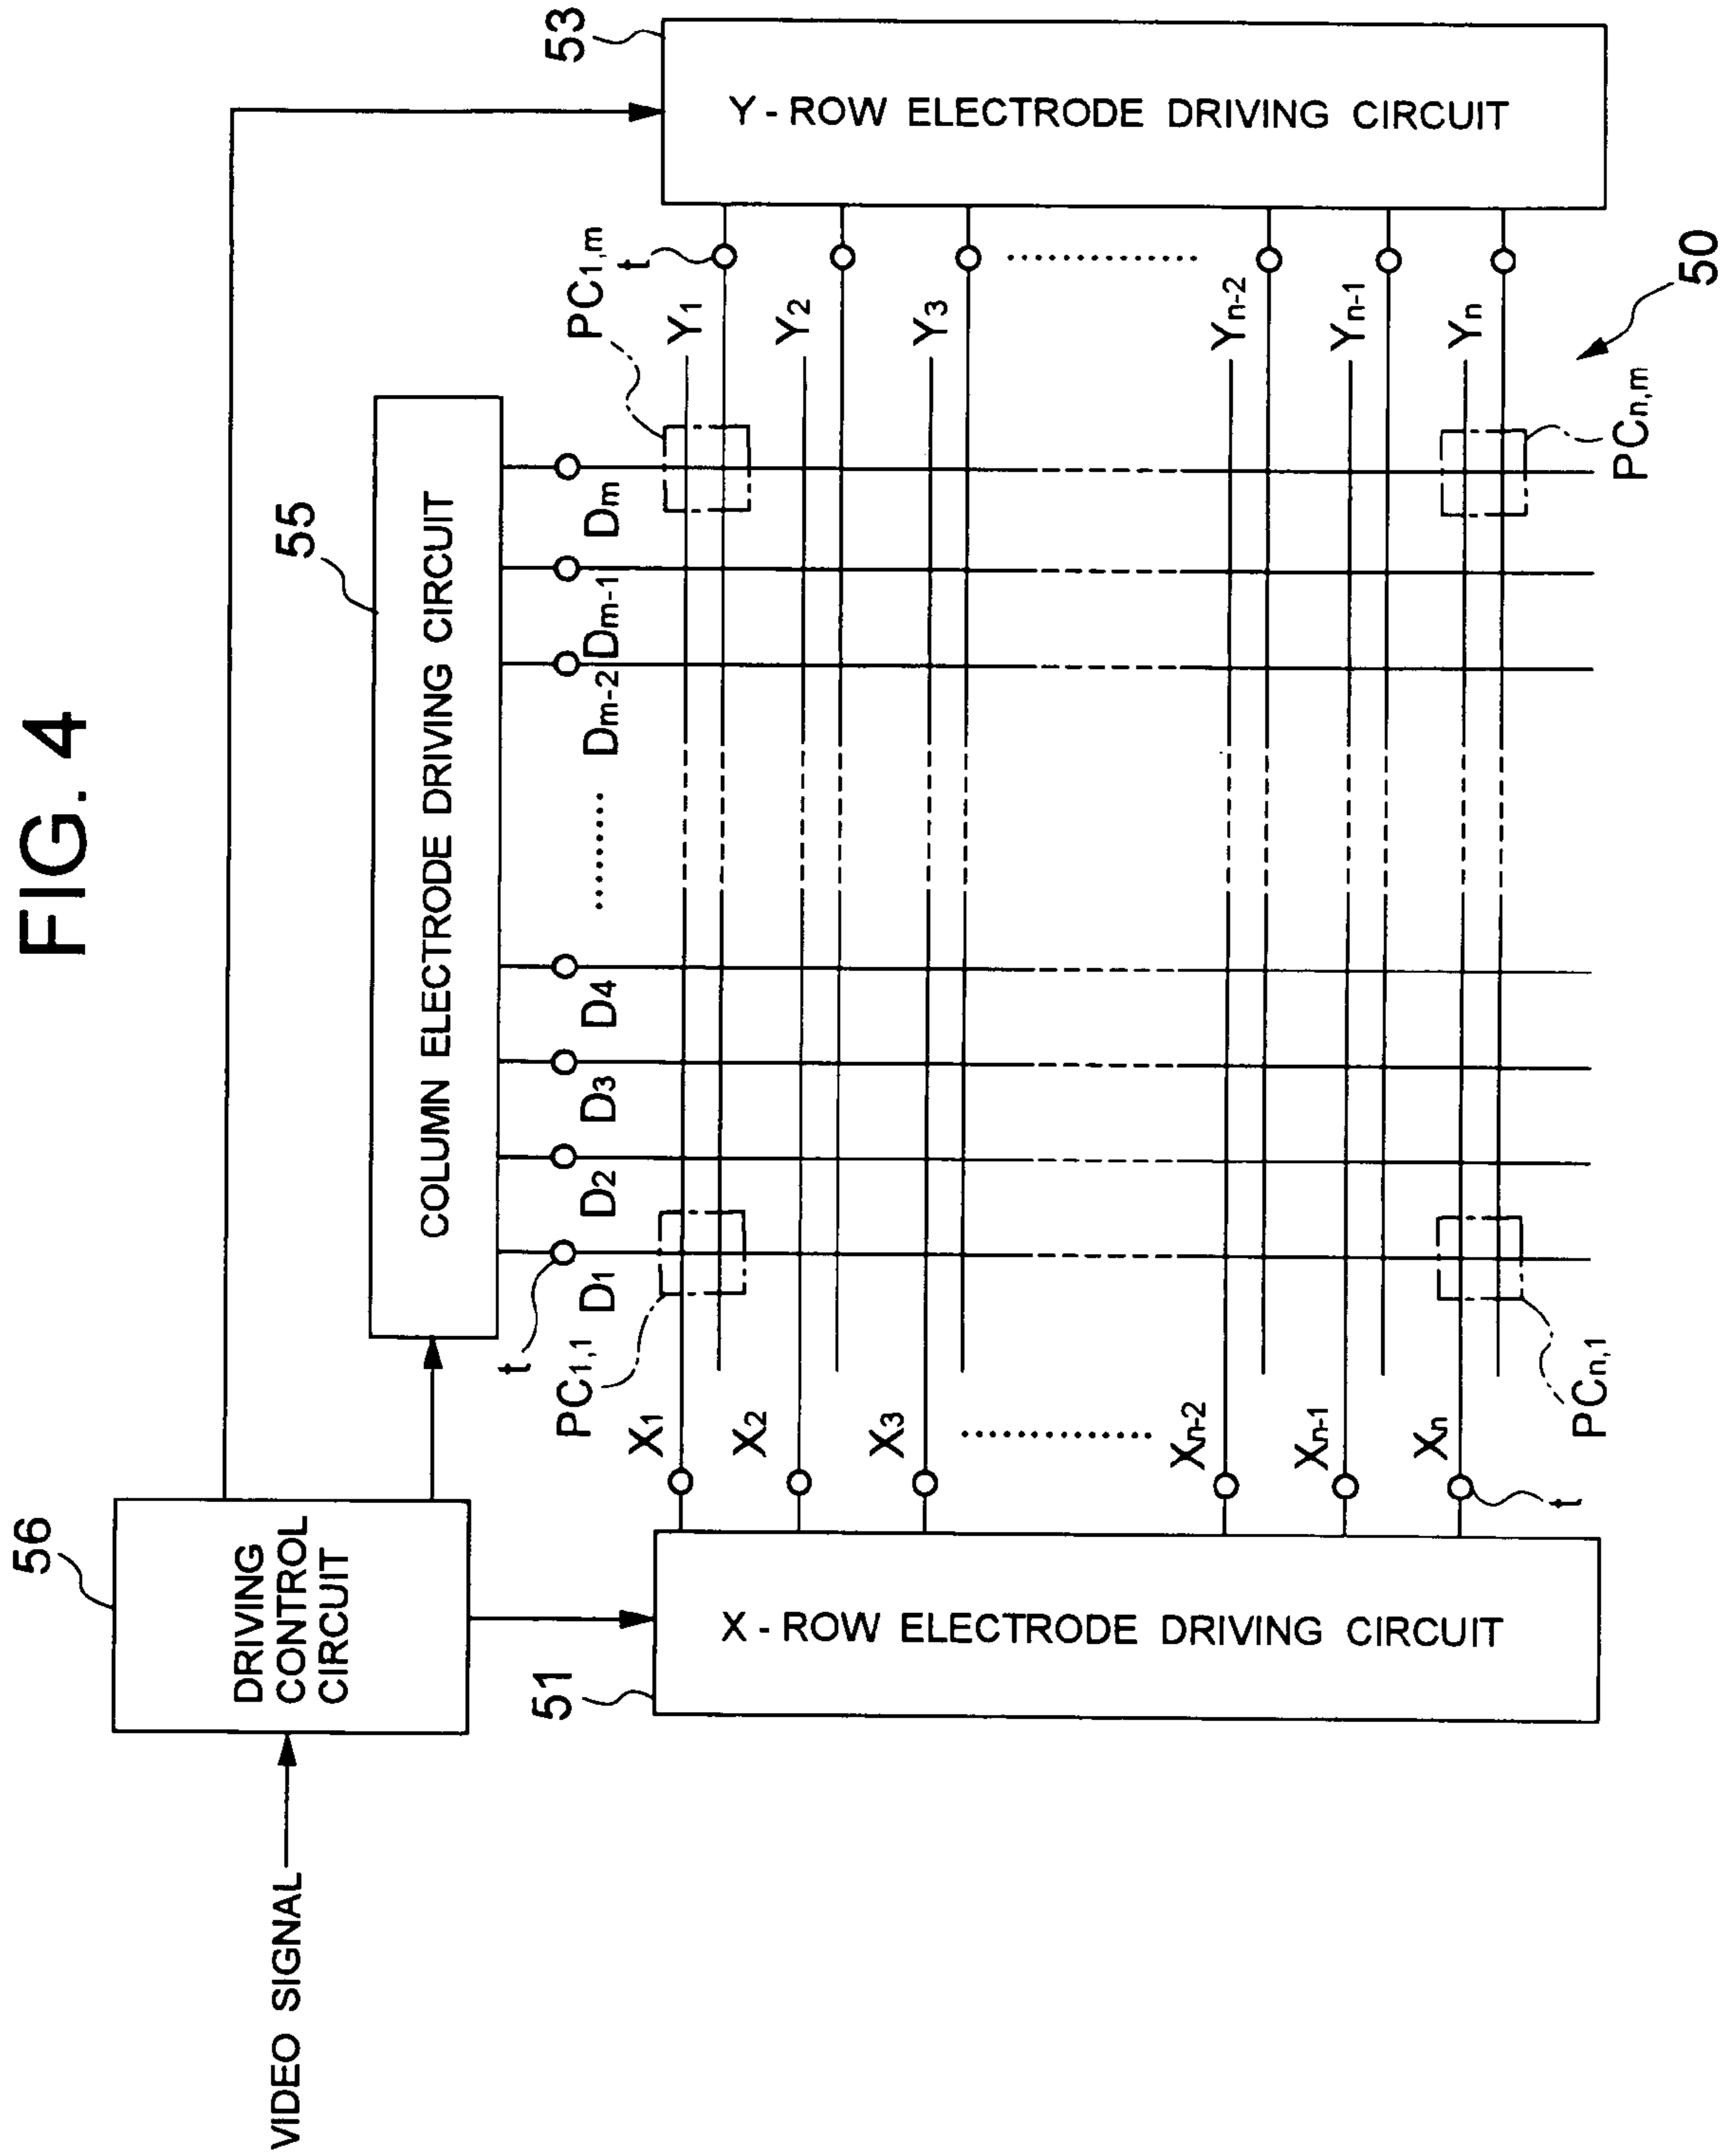 FIG. 4
VIDEO SIGNAL
56
DRIVING
CONTROL
CIRCUIT
55
COLUMN ELECTRODE DRIVING CIRCUIT
53
Y - ROW ELECTRODE DRIVING CIRCUIT
51
X - ROW ELECTRODE DRIVING CIRCUIT
50
t
D1 D2 D3 D4 ········· Dm-2 Dm-1 Dm
PC1,1
PC1,m
t
X1
X2
X3
Xn-2
Xn-1
Xn
t
Y1
Y2
Y3
Yn-2
Yn-1
Yn
PCn,1
PCn,m